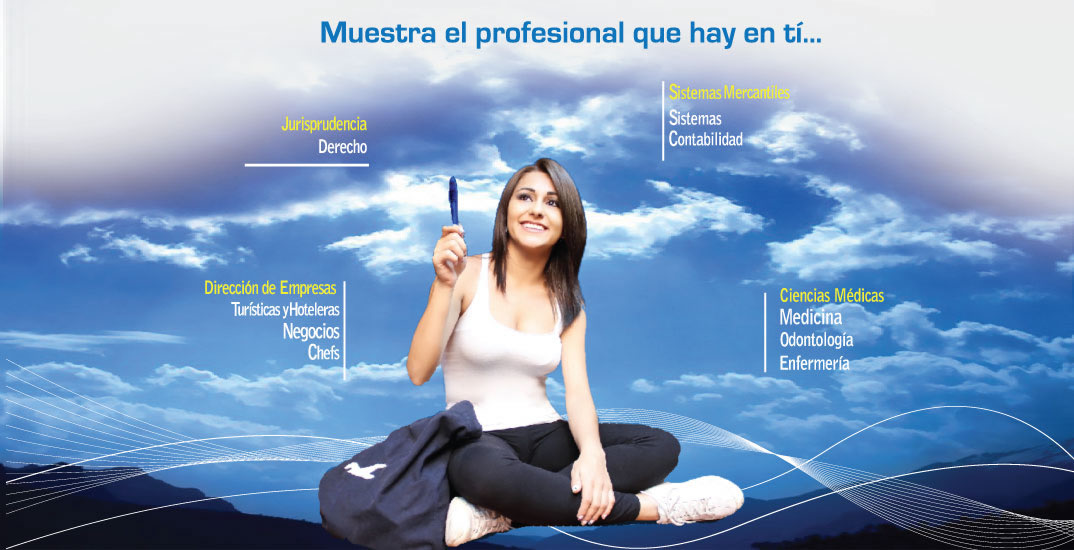 Muestra el profesional que hay en tí...
Jurisprudencia
Derecho
Sistemas Mercantiles
Sistemas
Contabilidad
Dirección de Empresas
Turísticas y Hoteleras
Negocios
Chefs
Ciencias Médicas
Medicina
Odontología
Enfermería